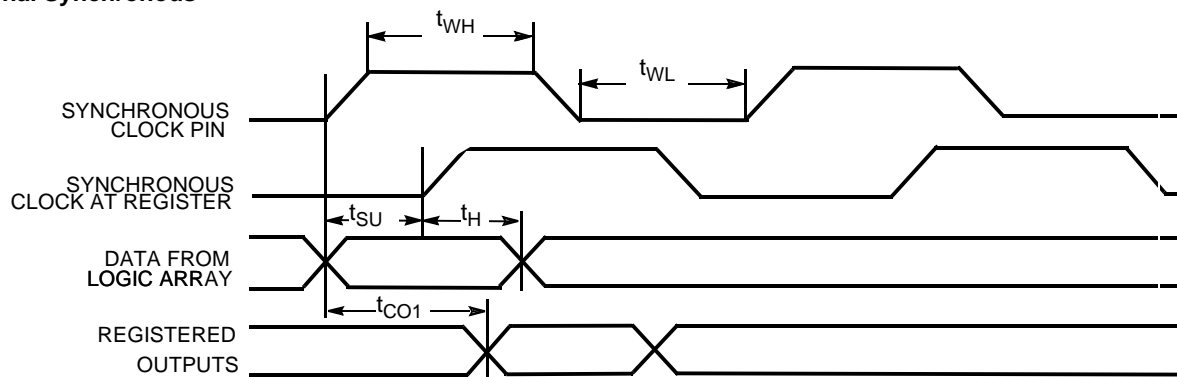 nal Synchronous
tWH
tWL
SYNCHRONOUS
CLOCK PIN
SYNCHRONOUS
CLOCK AT REGISTER
tSU
tH
DATA FROM
LOGIC ARRAY
tCO1
REGISTERED
OUTPUTS